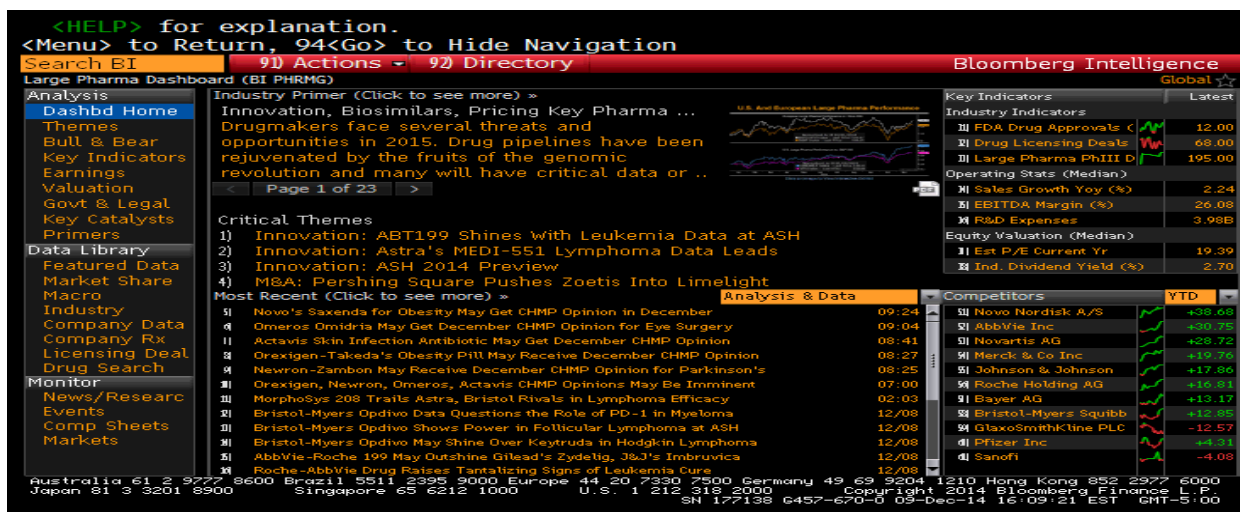 <HELP> for explanation.
<Menu> to Return, 94<Go> to Hide Navigation
Search BI
91) Actions
92) Directory
Bloomberg Intelligence
Large Pharma Dashboard (BI PHRMG)
Global
Analysis
Dashbd Home
Themes
Bull & Bear
Key Indicators
Earnings
Valuation
Govt & Legal
Key Catalysts
Primers
Data Library
Featured Data
Market Share
Macro
Industry
Company Data
Company Rx
Licensing Deal
Drug Search
Monitor
News/Researc
Events
Comp Sheets
Markets
Industry Primer (Click to see more) »
Innovation, Biosimilars, Pricing Key Pharma ...
Drugmakers face several threats and
opportunities in 2015. Drug pipelines have been
rejuvenated by the fruits of the genomic
revolution and many will have critical data or ..
U.S. And European Large Pharma Performance
< Page 1 of 23 >
Critical Themes
1) Innovation: ABT199 Shines With Leukemia Data at ASH
2) Innovation: Astra's MEDI-551 Lymphoma Data Leads
3) Innovation: ASH 2014 Preview
4) M&A: Pershing Square Pushes Zoetis Into Limelight
Most Recent (Click to see more) » Analysis & Data
Novo's Saxenda for Obesity May Get CHMP Opinion in December 09:24
Omeros Omidria May Get December CHMP Opinion for Eye Surgery 09:04
Actavis Skin Infection Antibiotic May Get December CHMP Opinion 08:41
Orexigen-Takeda's Obesity Pill May Receive December CHMP Opinion 08:27
Newron-Zambon May Receive December CHMP Opinion for Parkinson's 08:25
Orexigen, Newron, Omeros, Actavis CHMP Opinions May Be Imminent 07:00
MorphoSys 208 Trails Astra, Bristol Rivals in Lymphoma Efficacy 02:03
Bristol-Myers Opdivo Data Questions the Role of PD-1 in Myeloma 12/08
Bristol-Myers Opdivo Shows Power in Follicular Lymphoma at ASH 12/08
Bristol-Myers Opdivo May Shine Over Keytruda in Hodgkin Lymphoma 12/08
AbbVie-Roche 199 May Outshine Gilead's Zydelig, J&J's Imbruvica 12/08
Roche-AbbVie Drug Raises Tantalizing Signs of Leukemia Cure 12/08
Key Indicators Latest
Industry Indicators
FDA Drug Approvals ( 12.00
Drug Licensing Deals 68.00
Large Pharma PhIII D 195.00
Operating Stats (Median)
Sales Growth Yoy (%) 2.24
EBITDA Margin (%) 26.08
R&D Expenses 3.98B
Equity Valuation (Median)
Est P/E Current Yr 19.39
Ind. Dividend Yield (%) 2.70
Competitors YTD
Novo Nordisk A/S +38.68
AbbVie Inc +30.75
Novartis AG +28.72
Merck & Co Inc +19.76
Johnson & Johnson +17.86
Roche Holding AG +16.81
Bayer AG +13.17
Bristol-Myers Squibb +12.85
GlaxoSmithKline PLC -12.57
Pfizer Inc +4.31
Sanofi -4.08
Australia 61 2 9777 8600 Brazil 5511 2395 9000 Europe 44 20 7330 7500 Germany 49 69 9204 1210 Hong Kong 852 2977 6000
Japan 81 3 3201 8900 Singapore 65 6212 1000 U.S. 1 212 318 2000 Copyright 2014 Bloomberg Finance L.P.
SN 177138 G457-670-0 09-Dec-14 16:09:21 EST GMT-5:00